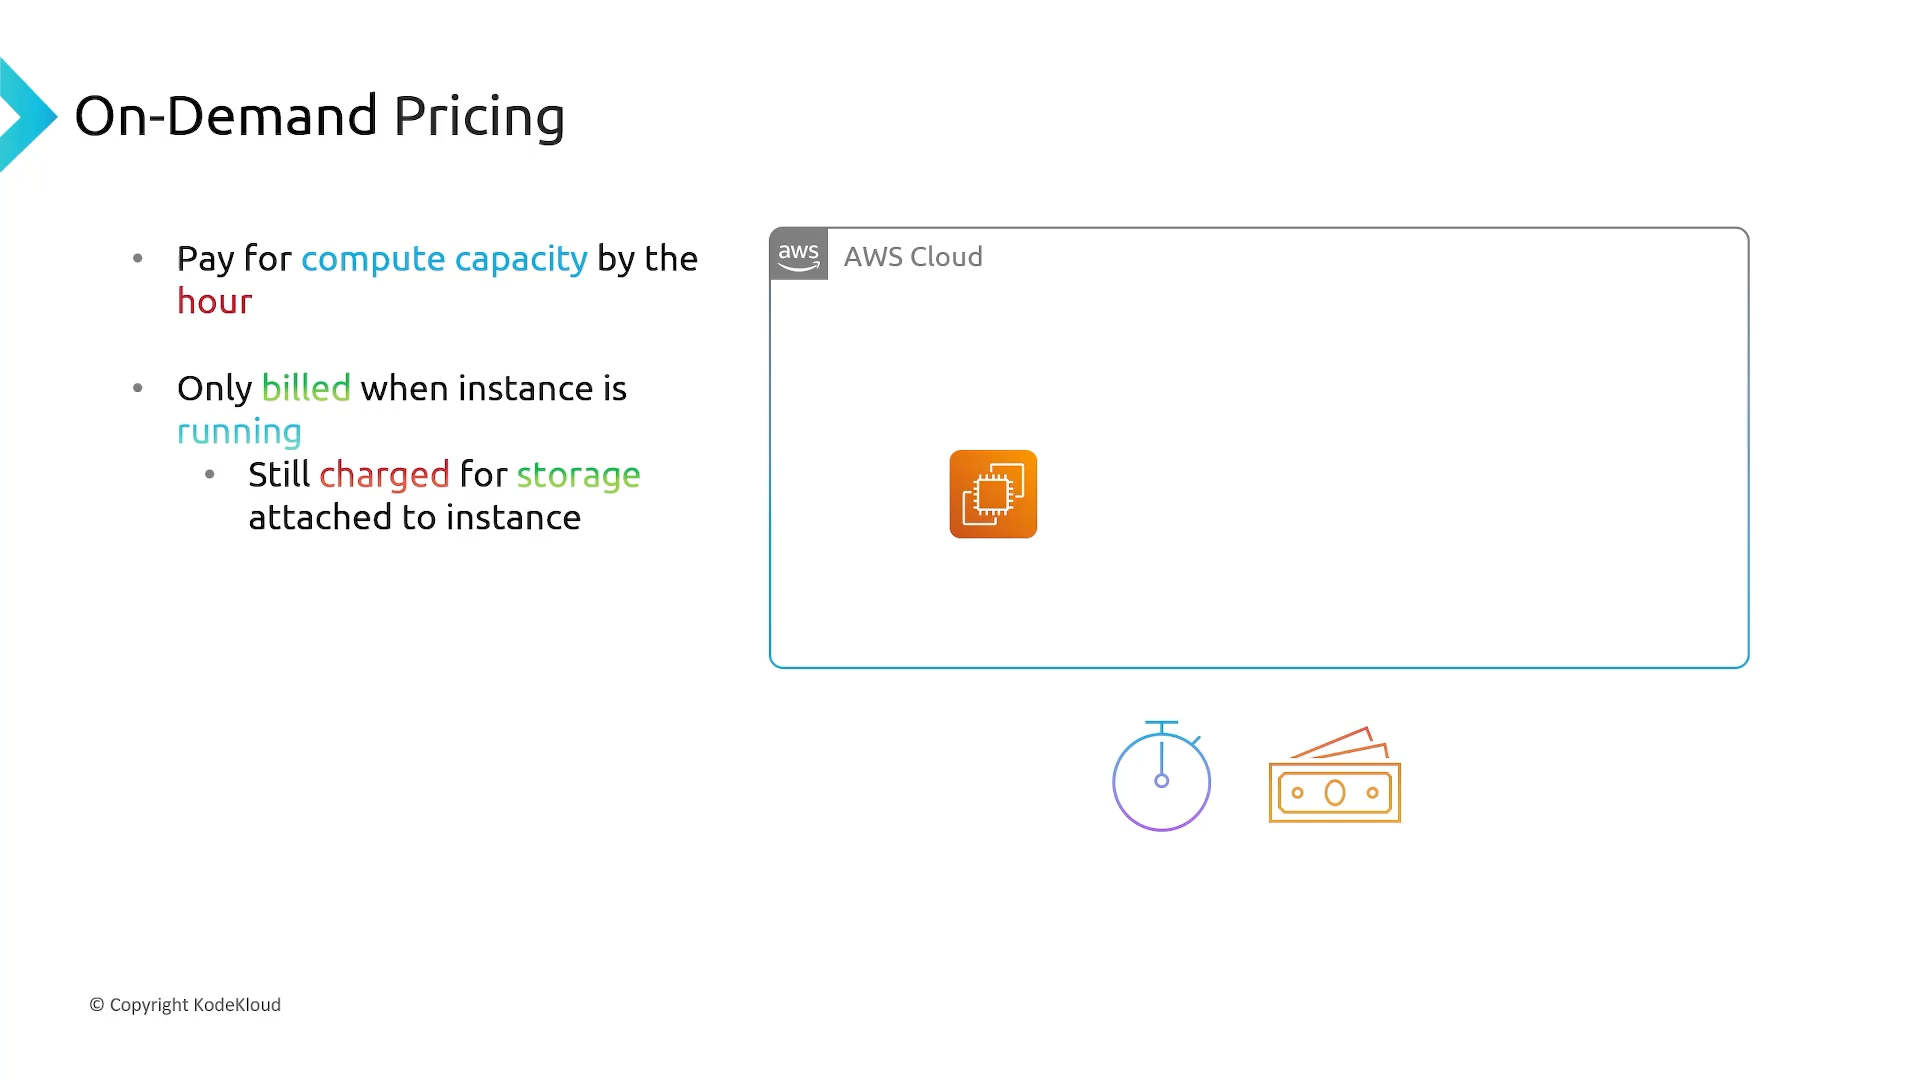 On-Demand Pricing
• Pay for compute capacity by the
hour
• Only billed when instance is
running
• Still charged for storage
attached to instance
aws AWS Cloud
© Copyright KodeKloud